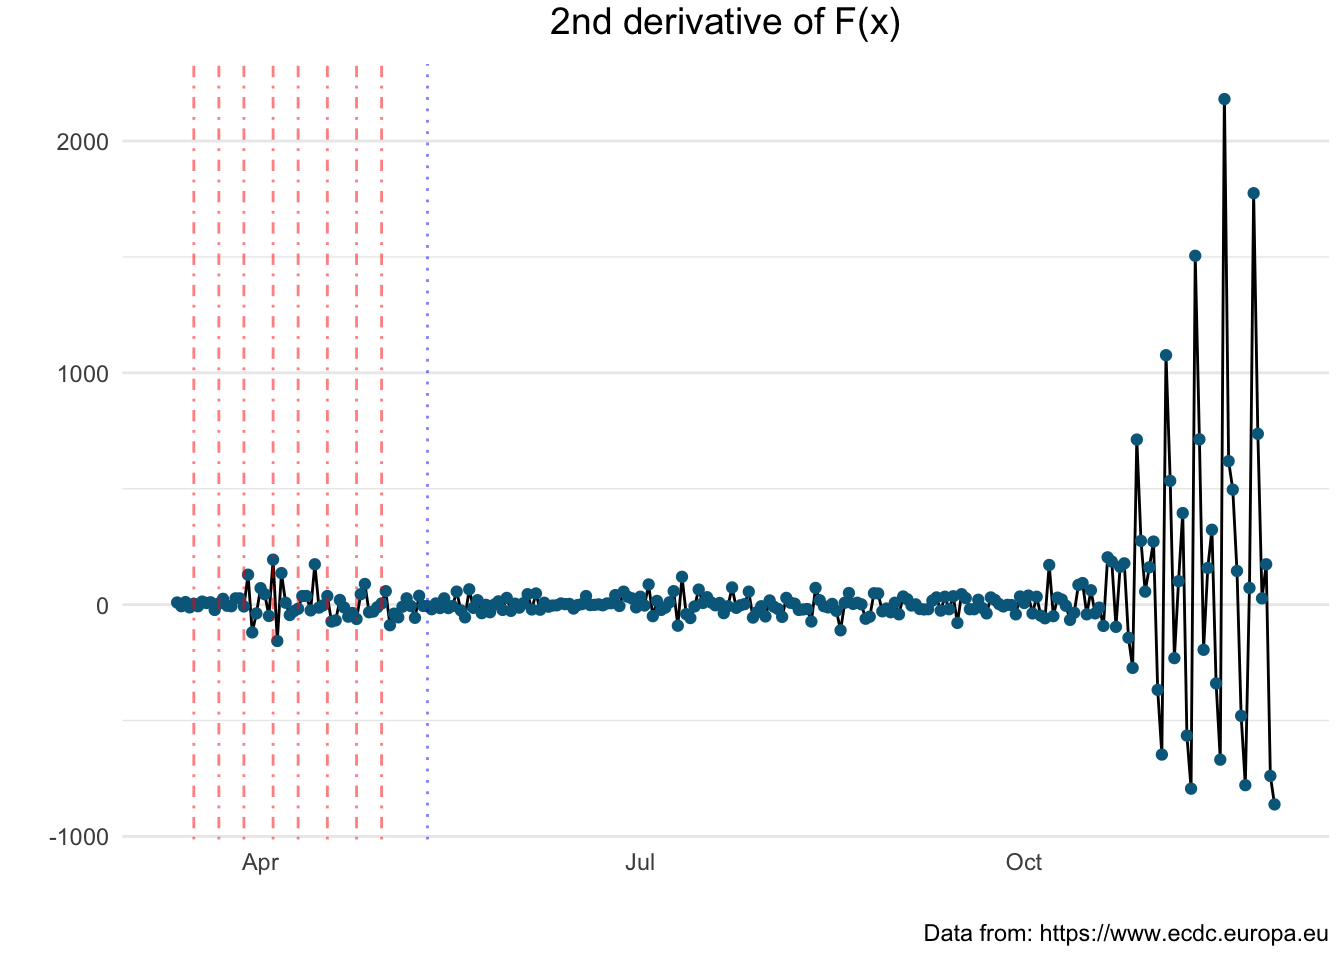 2nd derivative of F(x)
2000
1000
0
-1000
Apr
Jul
Oct
Data from: https://www.ecdc.europa.eu